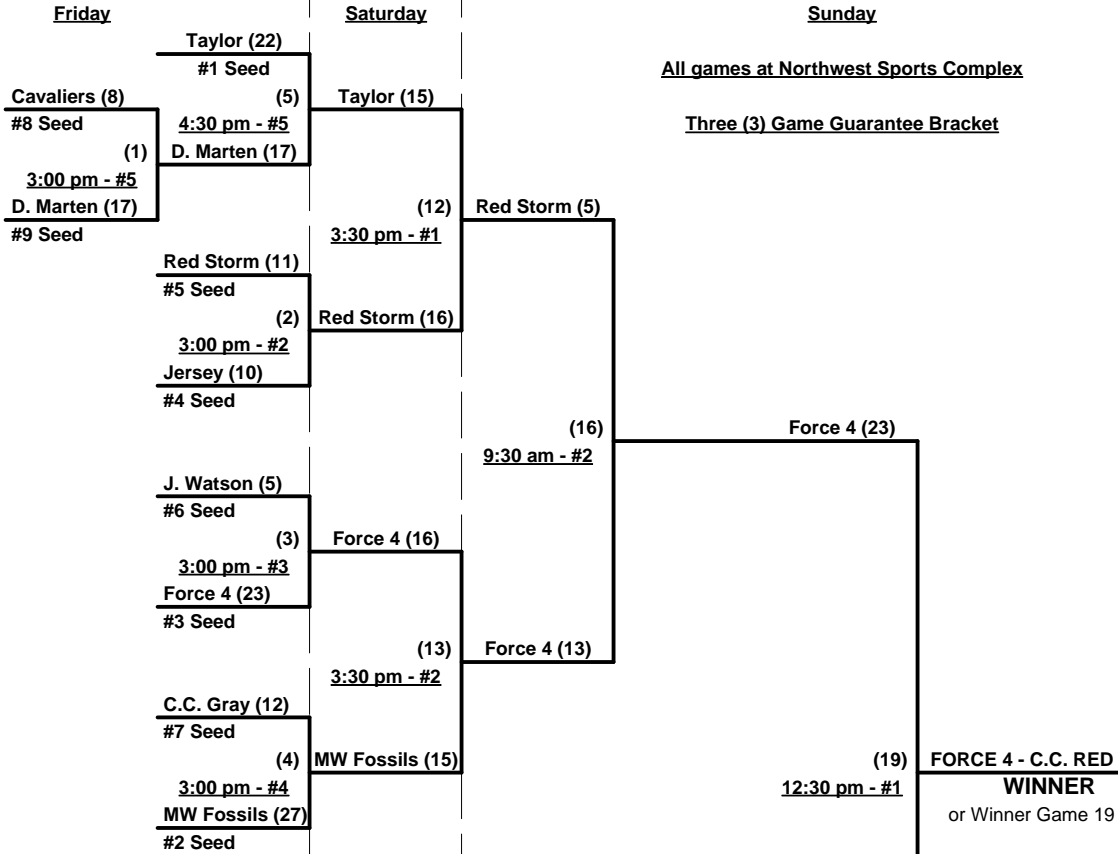 Friday
Saturday
Sunday
Taylor (22)
#1 Seed
All games at Northwest Sports Complex
Cavaliers (8)
(5)
Taylor (15)
#8 Seed
4:30 pm - #5
Three (3) Game Guarantee Bracket
(1)
D. Marten (17)
3:00 pm - #5
D. Marten (17)
(12)
Red Storm (5)
#9 Seed
3:30 pm - #1
Red Storm (11)
#5 Seed
(2)
Red Storm (16)
3:00 pm - #2
Jersey (10)
#4 Seed
(16)
Force 4 (23)
9:30 am - #2
J. Watson (5)
#6 Seed
(3)
Force 4 (16)
3:00 pm - #3
Force 4 (23)
#3 Seed
(13)
Force 4 (13)
3:30 pm - #2
C.C. Gray (12)
#7 Seed
(4)
MW Fossils (15)
(19)
FORCE 4 - C.C. RED
3:00 pm - #4
12:30 pm - #1
WINNER
MW Fossils (27)
or Winner Game 19
#2 Seed